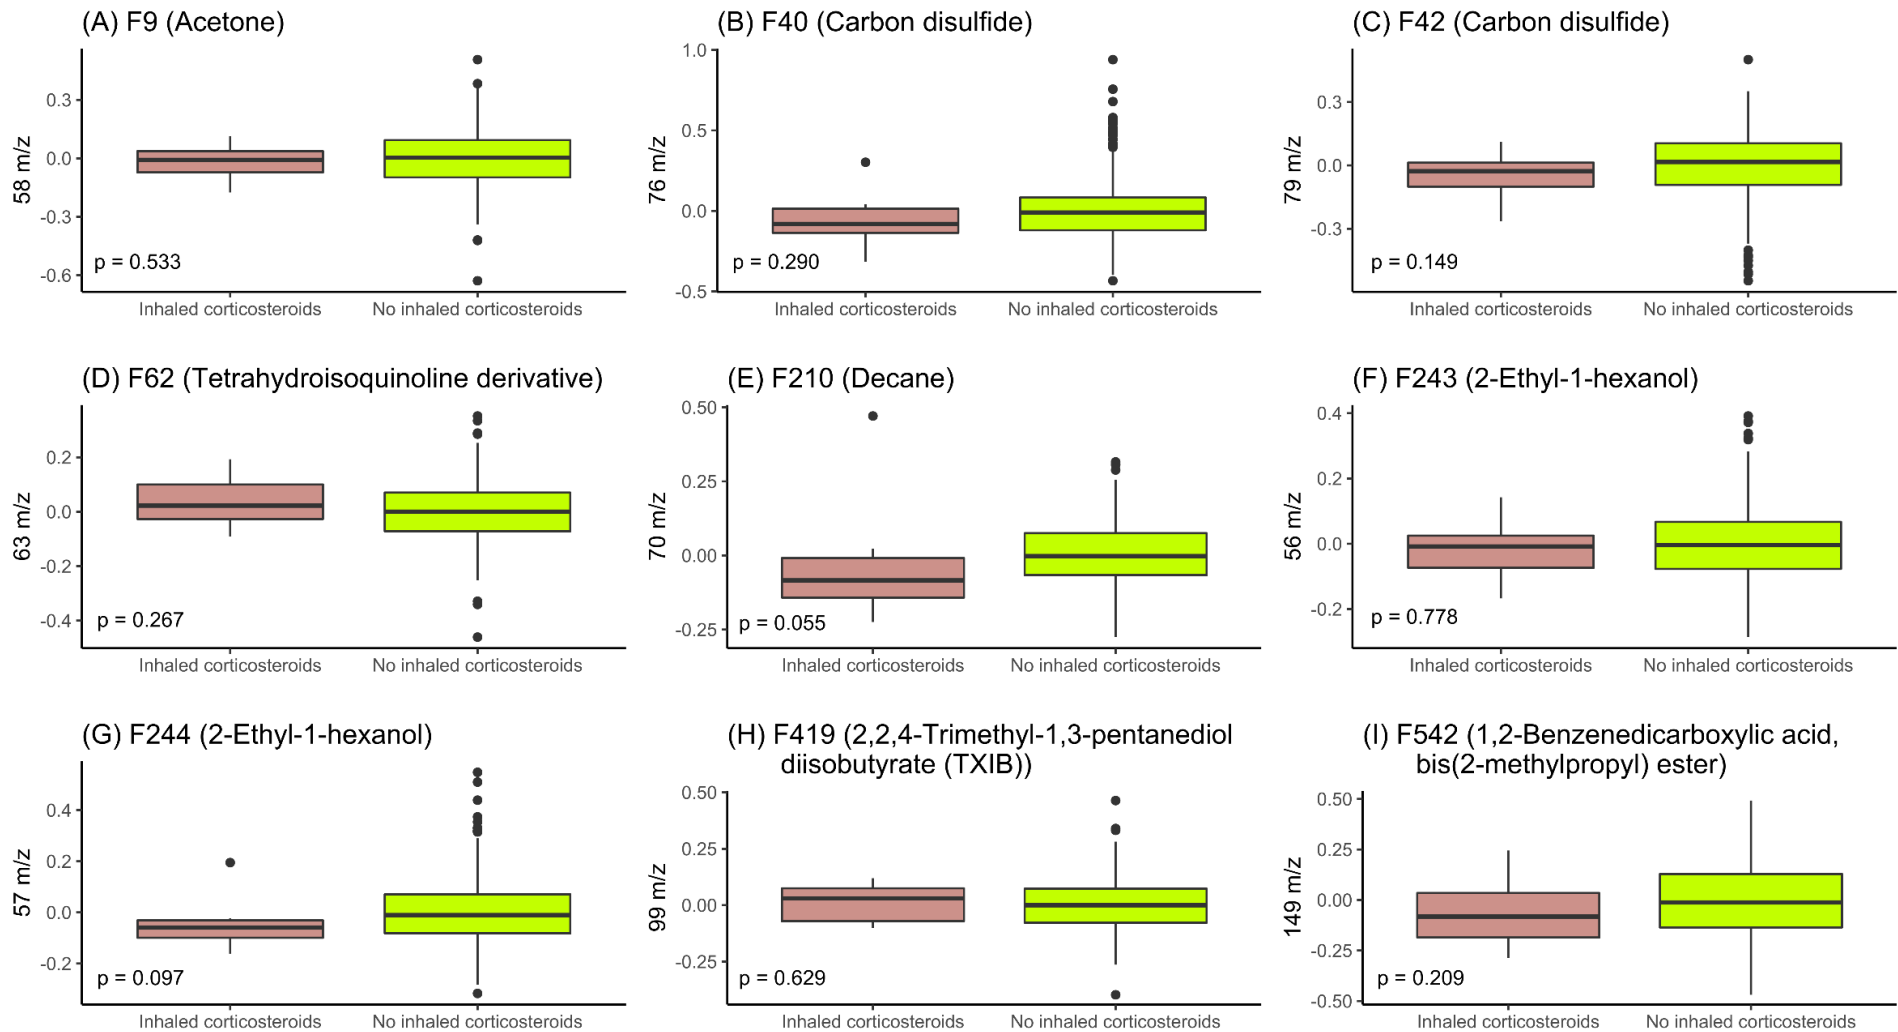 (A) F9 (Acetone)
58 m/z
0.3
0.0
-0.3
-0.6
p = 0.533
Inhaled corticosteroids
No inhaled corticosteroids
(B) F40 (Carbon disulfide)
76 m/z
1.0
0.5
0.0
-0.5
p = 0.290
Inhaled corticosteroids
No inhaled corticosteroids
(C) F42 (Carbon disulfide)
79 m/z
0.3
0.0
-0.3
p = 0.149
Inhaled corticosteroids
No inhaled corticosteroids
(D) F62 (Tetrahydroisoquinoline derivative)
63 m/z
0.2
0.0
-0.2
-0.4
p = 0.267
Inhaled corticosteroids
No inhaled corticosteroids
(E) F210 (Decane)
70 m/z
0.50
0.25
0.00
-0.25
p = 0.055
Inhaled corticosteroids
No inhaled corticosteroids
(F) F243 (2-Ethyl-1-hexanol)
56 m/z
0.4
0.2
0.0
-0.2
p = 0.778
Inhaled corticosteroids
No inhaled corticosteroids
(G) F244 (2-Ethyl-1-hexanol)
57 m/z
0.4
0.2
0.0
-0.2
p = 0.097
Inhaled corticosteroids
No inhaled corticosteroids
(H) F419 (2,2,4-Trimethyl-1,3-pentanediol
diisobutyrate (TXIB))
99 m/z
0.50
0.25
0.00
-0.25
p = 0.629
Inhaled corticosteroids
No inhaled corticosteroids
(I) F542 (1,2-Benzenedicarboxylic acid,
bis(2-methylpropyl) ester)
149 m/z
0.50
0.25
0.00
-0.25
-0.50
p = 0.209
Inhaled corticosteroids
No inhaled corticosteroids